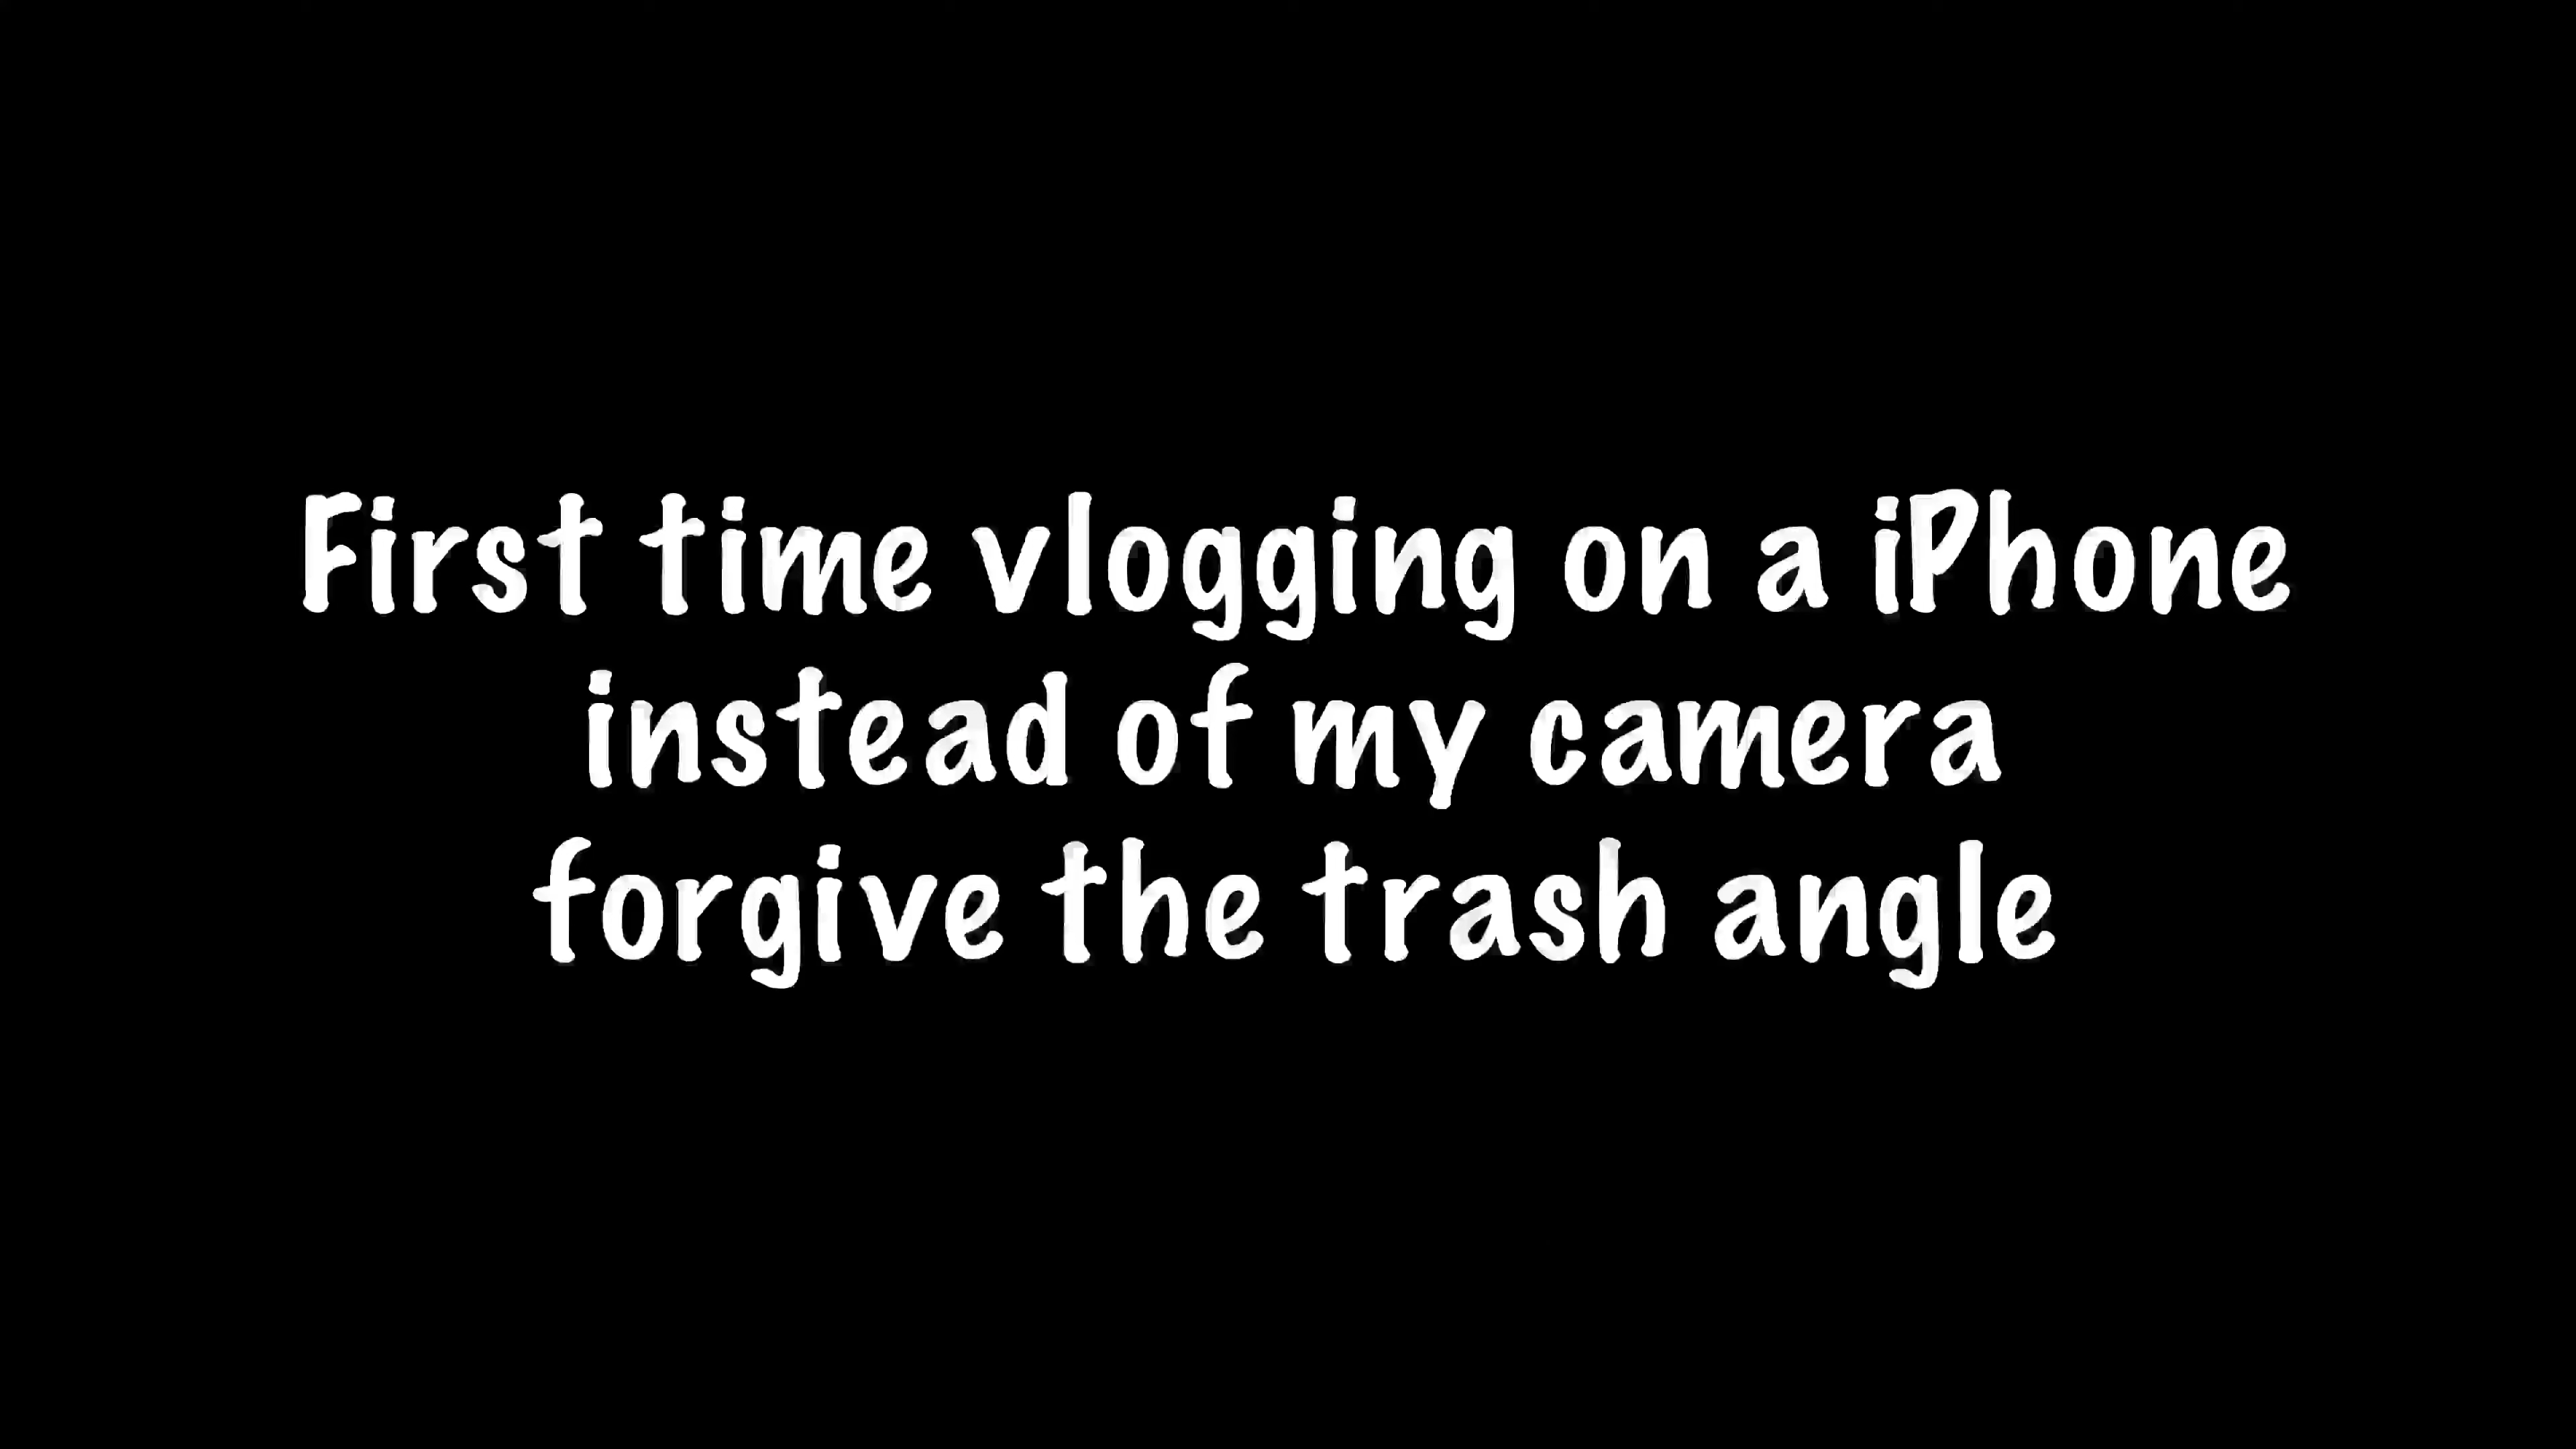 First time vlogging on a iPhone
instead of my camera
forgive the trash angle